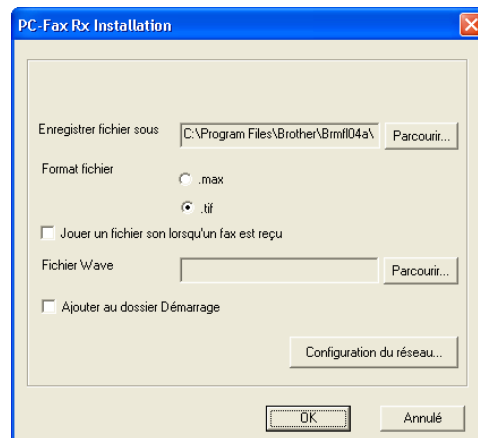 PC-Fax Rx Installation
Enregistrer fichier sous
C:\Program Files\Brother\Brmfl04a\
Parcourir...
Format fichier
.max
.tif
Jouer un fichier son lorsqu'un fax est reçu
Fichier Wave
Parcourir...
Ajouter au dossier Démarrage
Configuration du réseau...
OK
Annulé